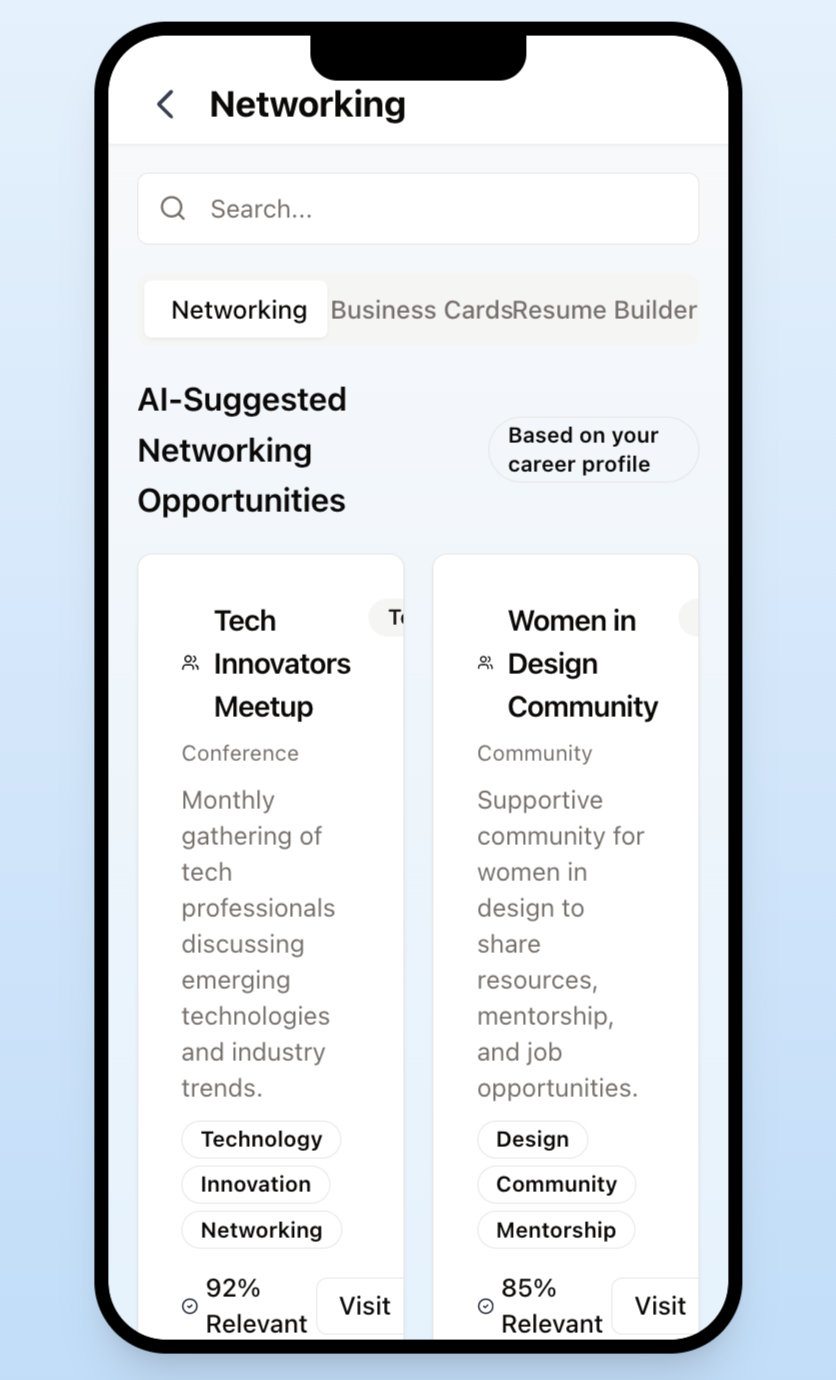 Networking
Search...
Networking Business Cards Resume Builder
AI-Suggested
Networking
Opportunities
Based on your
career profile
Tech
Innovators
Meetup
Conference
Monthly
gathering of
tech
professionals
discussing
emerging
technologies
and industry
trends.
Technology
Innovation
Networking
92%
Relevant
Visit
Women in
Design
Community
Community
Supportive
community for
women in
design to
share
resources,
mentorship,
and job
opportunities.
Design
Community
Mentorship
85%
Relevant
Visit